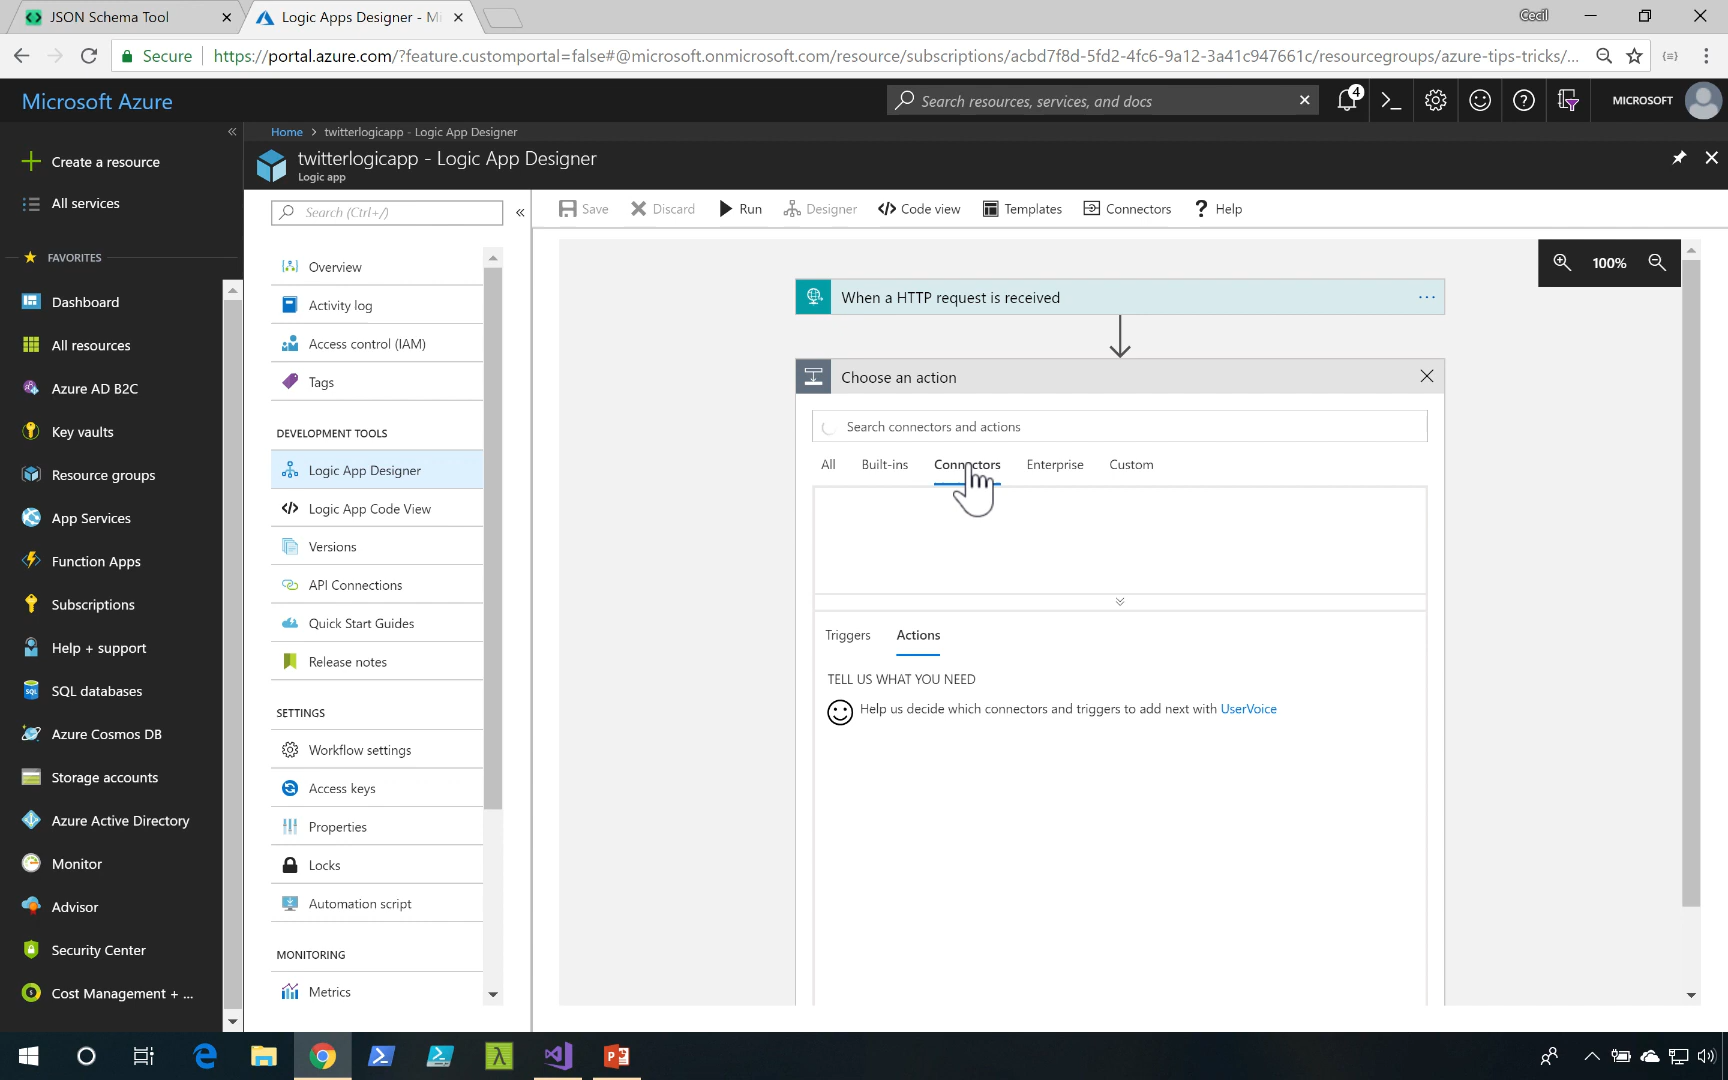 JSON Schema Tool
Logic Apps Designer - Mi
Cecil
Secure
https://portal.azure.com/?feature.customportal=false#@microsoft.onmicrosoft.com/resource/subscriptions/acbd7f8d-5fd2-4fc6-9a12-3a41c947661c/resourcegroups/azure-tips-tricks/...
Microsoft Azure
Search resources, services, and docs
4
MICROSOFT
Home > twitterlogicapp - Logic App Designer
twitterlogicapp - Logic App Designer
Logic app
Create a resource
All services
FAVORITES
Dashboard
All resources
Azure AD B2C
Key vaults
Resource groups
App Services
Function Apps
Subscriptions
Help + support
SQL databases
Azure Cosmos DB
Storage accounts
Azure Active Directory
Monitor
Advisor
Security Center
Cost Management + ...
Search (Ctrl+/)
Overview
Activity log
Access control (IAM)
Tags
DEVELOPMENT TOOLS
Logic App Designer
Logic App Code View
Versions
API Connections
Quick Start Guides
Release notes
SETTINGS
Workflow settings
Access keys
Properties
Locks
Automation script
MONITORING
Metrics
Save
Discard
Run
Designer
Code view
Templates
Connectors
Help
100%
When a HTTP request is received
...
Choose an action
Search connectors and actions
All
Built-ins
Connectors
Enterprise
Custom
Triggers
Actions
TELL US WHAT YOU NEED
Help us decide which connectors and triggers to add next with UserVoice